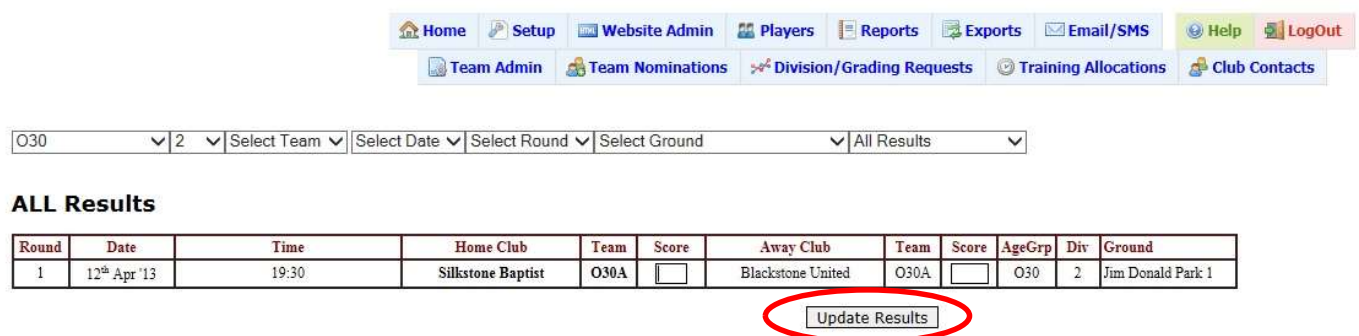 Home Setup Website Admin Players Reports Exports Email/SMS Help LogOut
Team Admin Team Nominations Division/Grading Requests Training Allocations Club Contacts
O30 2 Select Team Select Date Select Round Select Ground All Results
ALL Results
Round Date Time Home Club Team Score Away Club Team Score AgeGrp Div Ground
1 12th Apr '13 19:30 Silkstone Baptist O30A Blackstone United O30A O30 2 Jim Donald Park 1
Update Results